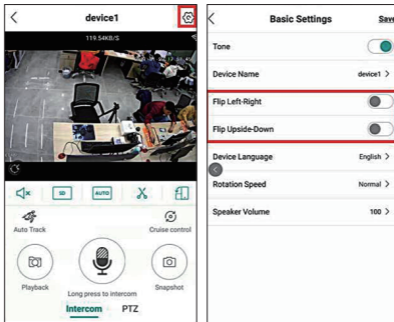 device1
119.54KB/S
SD
AUTO
Auto Track
Cruise control
Playback
Long press to intercom
Snapshot
Intercom
PTZ
Basic Settings
Save
Tone
Device Name
device1 >
Flip Left-Right
Flip Upside-Down
Device Language
English >
Rotation Speed
Normal >
Speaker Volume
100 >